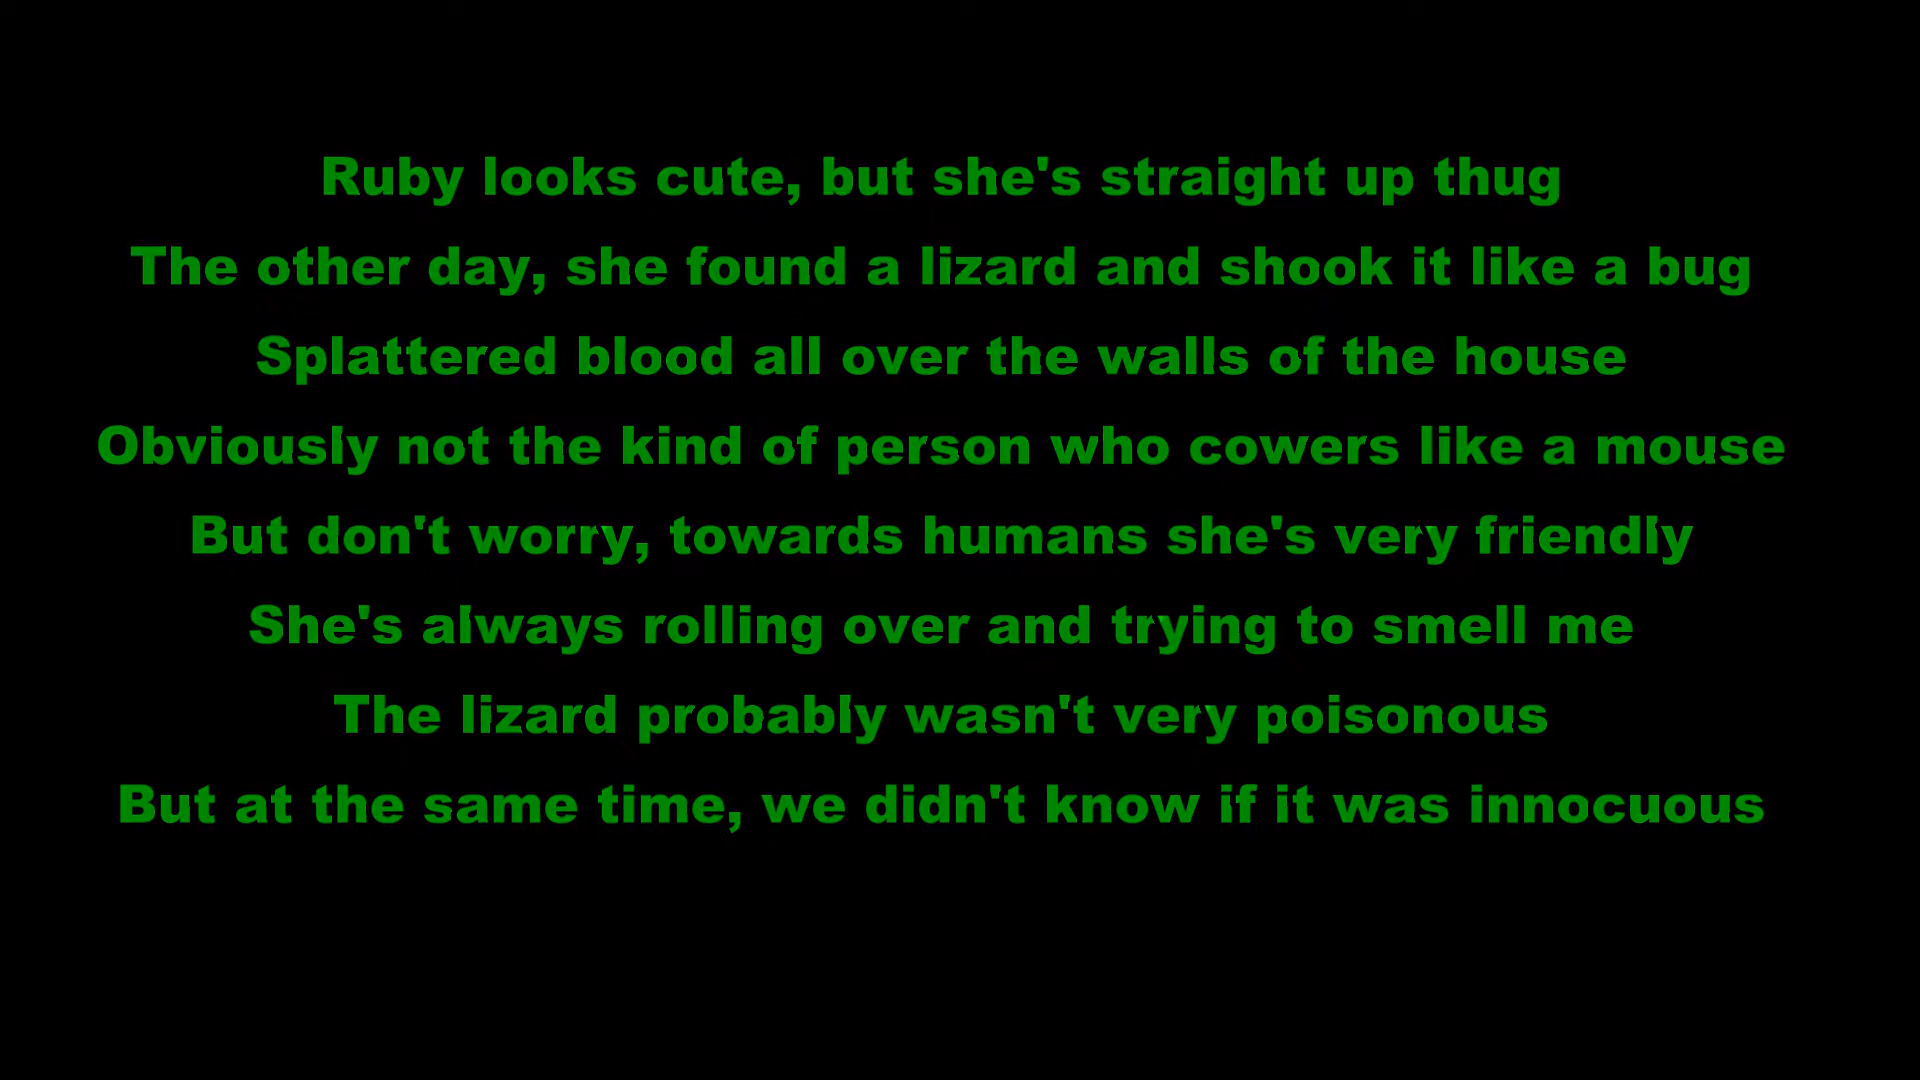 Ruby looks cute, but she's straight up thug
The other day, she found a lizard and shook it like a bug
Splattered blood all over the walls of the house
Obviously not the kind of person who cowers like a mouse
But don't worry, towards humans she's very friendly
She's always rolling over and trying to smell me
The lizard probably wasn't very poisonous
But at the same time, we didn't know if it was innocuous